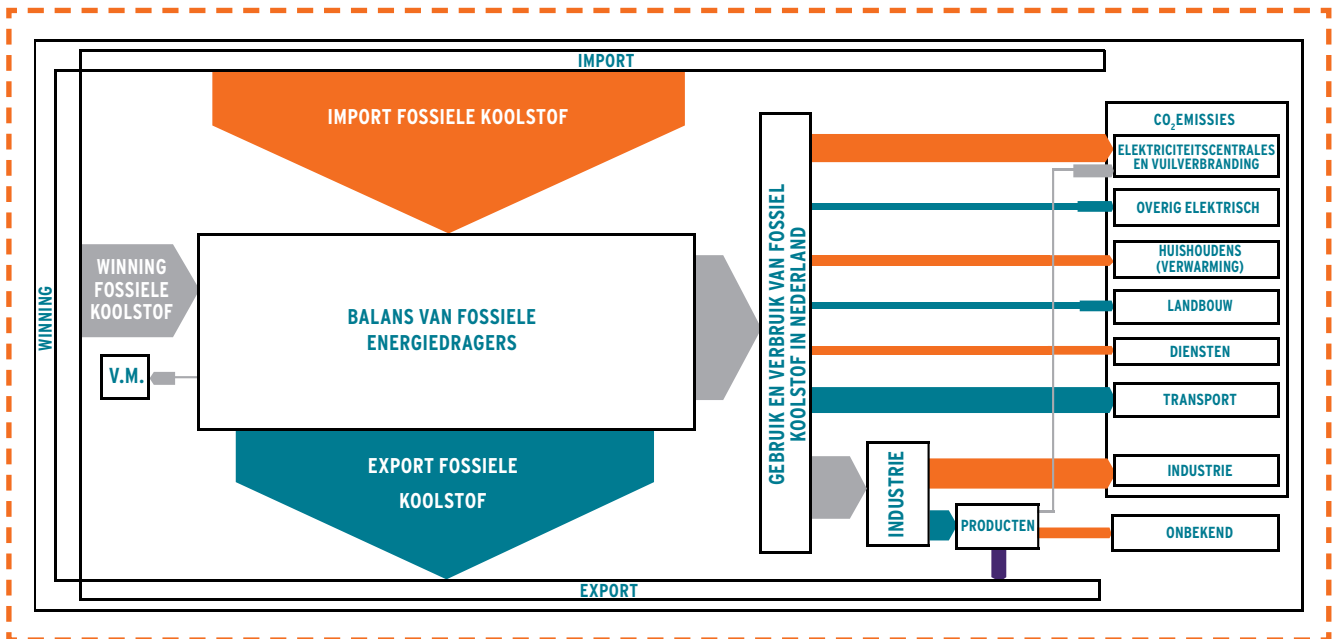 IMPORT
IMPORT FOSSIELE KOOLSTOF
WINNING
WINNING
FOSSIELE
KOOLSTOF
V.M.
BALANS VAN FOSSIELE
ENERGIEDRAGERS
EXPORT FOSSIELE
KOOLSTOF
GEBRUIK EN VERBRUIK VAN FOSSIEL
KOOLSTOF IN NEDERLAND
INDUSTRIE
PRODUCTEN
CO₂EMISSIES
ELEKTRICITEITSCENTRALES
EN VUILVERBRANDING
OVERIG ELEKTRISCH
HUISHOUDENS
(VERWARMING)
LANDBOUW
DIENSTEN
TRANSPORT
INDUSTRIE
ONBEKEND
EXPORT